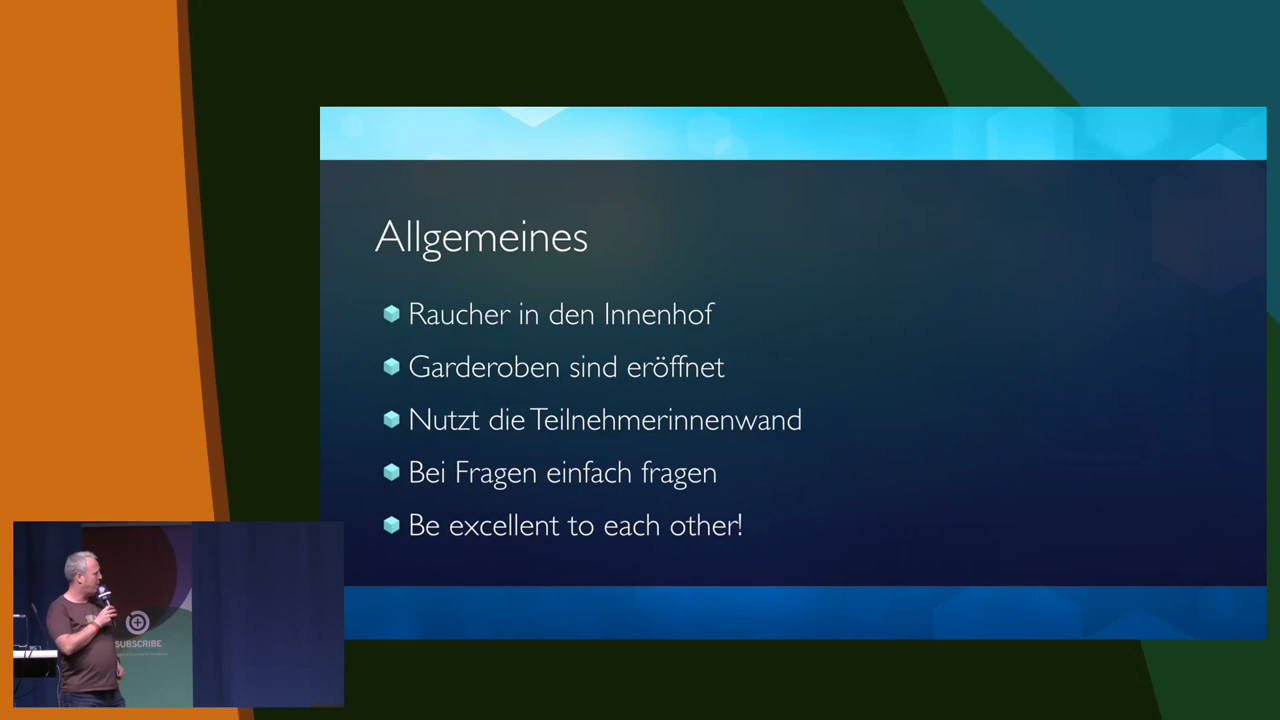 Allgemeines
Raucher in den Innenhof
Garderoben sind eröffnet
Nutzt die Teilnehmerinnenwand
Bei Fragen einfach fragen
Be excellent to each other!
SUBSCRIBE